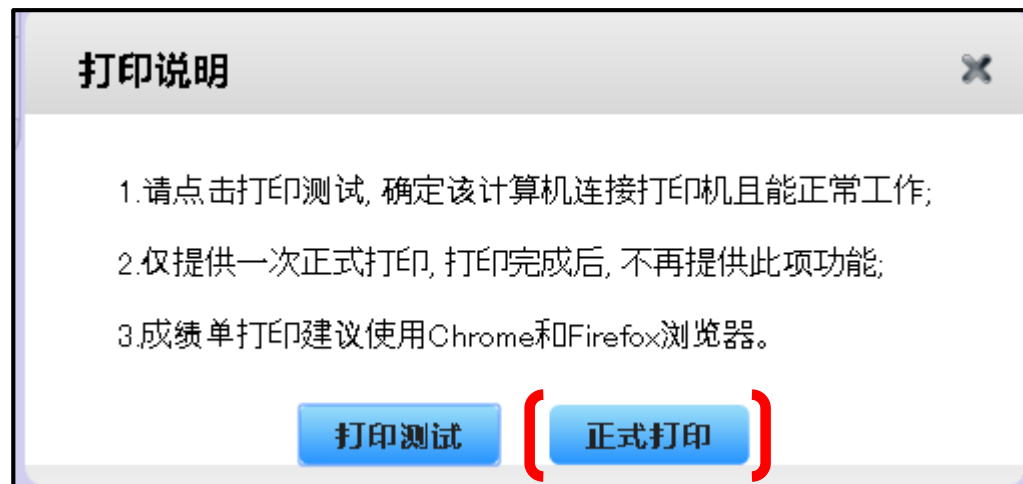 打印说明
1.请点击打印测试, 确定该计算机连接打印机且能正常工作;
2.仅提供一次正式打印, 打印完成后, 不再提供此项功能;
3.成绩单打印建议使用Chrome和Firefox浏览器。
打印测试 正式打印